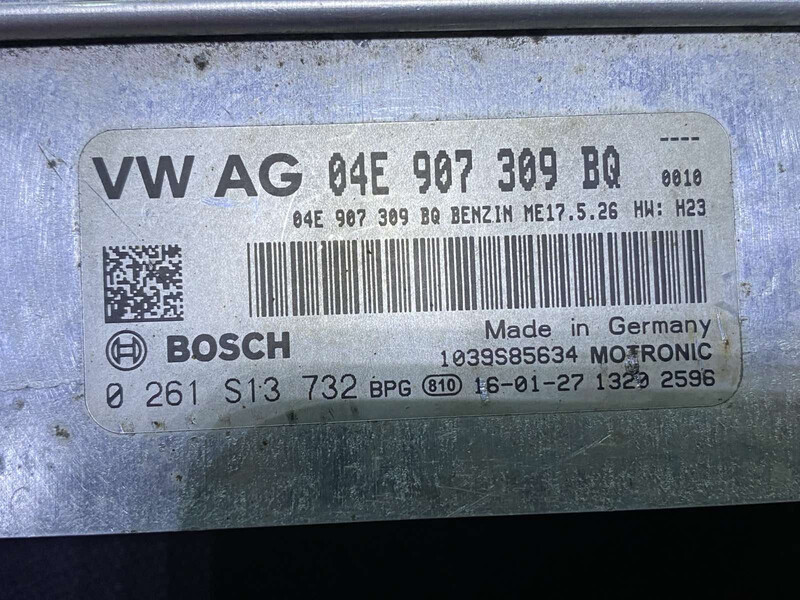 ----
VW AG 04E 907 309 BQ 0010
04E 907 309 BQ BENZIN ME17.5.26 HW: H23
Made in Germany
BOSCH 1039S85634 MOTRONIC
0 261 S13 732 BPG 810 16-01-27 1320 2596